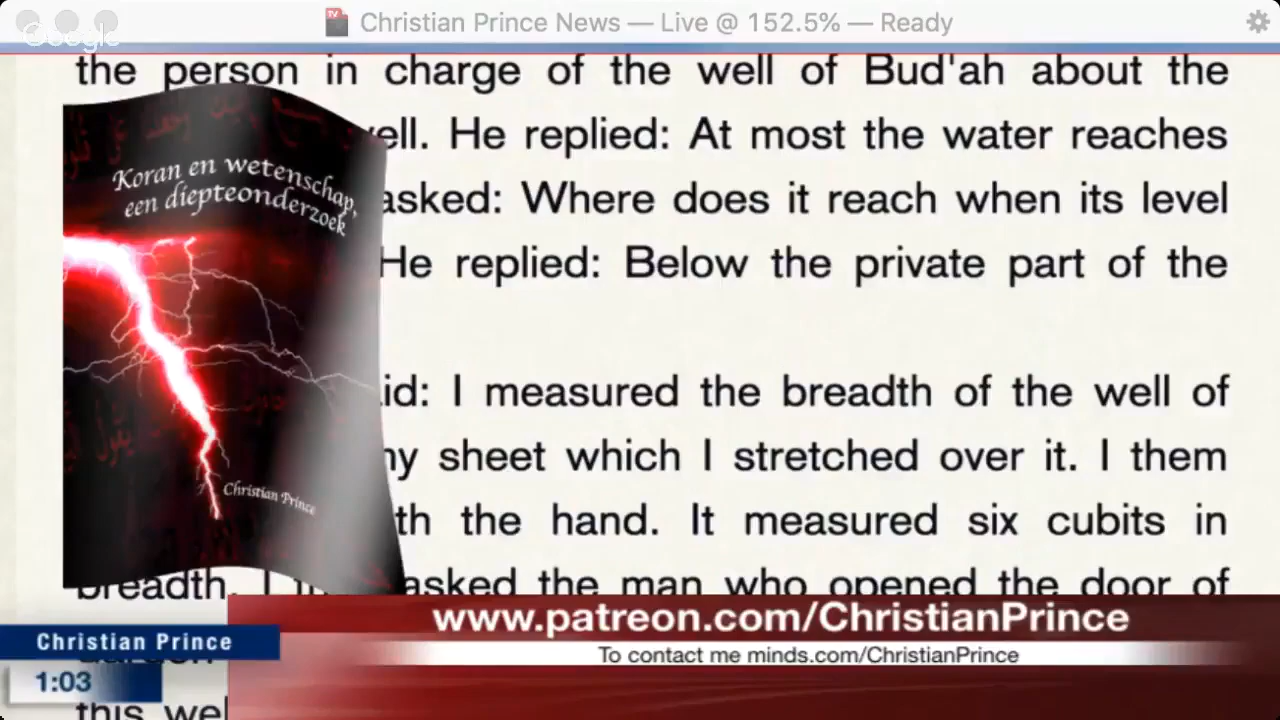 Christian Prince News — Live @ 152.5% — Ready
Google
the person in charge of the well of Bud'ah about the
ell. He replied: At most the water reaches
asked: Where does it reach when its level
He replied: Below the private part of the
id: I measured the breadth of the well of
my sheet which I stretched over it. I them
th the hand. It measured six cubits in
breadth. I asked the man who opened the door of
this wel
Koran en wetenschap,
een diepteonderzoek
Christian Prince
www.patreon.com/ChristianPrince
To contact me minds.com/ChristianPrince
Christian Prince
1:03